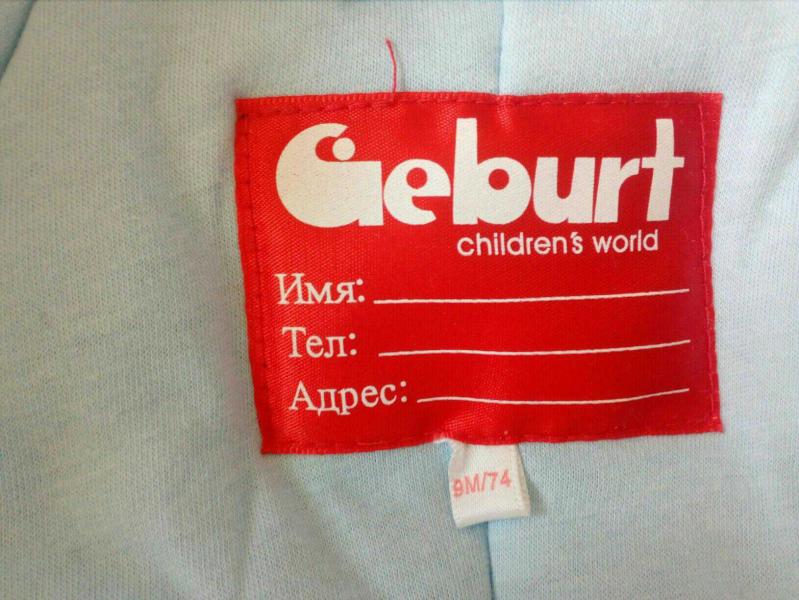 Geburt
children's world
Имя:
Тел:
Адрес:
9M/74